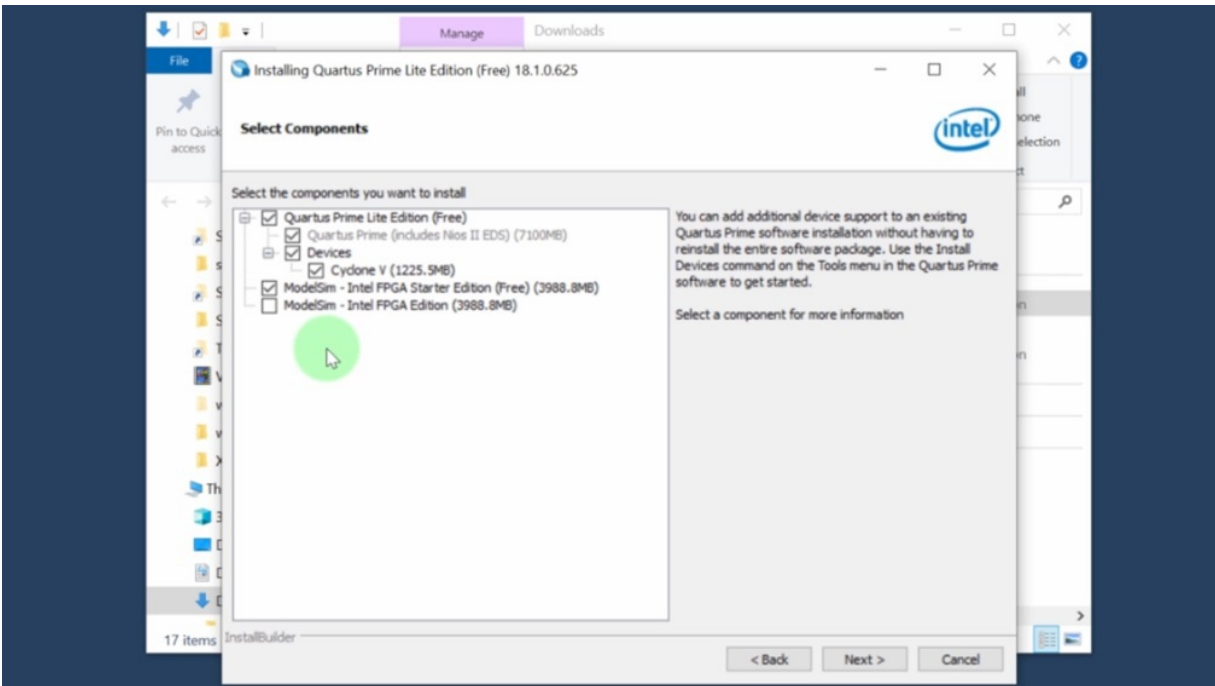 Manage
Downloads
File
Installing Quartus Prime Lite Edition (Free) 18.1.0.625
Pin to Quick
access
Select Components
intel
Select the components you want to install
Quartus Prime Lite Edition (Free)
Quartus Prime (includes Nios II EDS) (7100MB)
Devices
Cyclone V (1225.5MB)
ModelSim - Intel FPGA Starter Edition (Free) (3988.8MB)
ModelSim - Intel FPGA Edition (3988.8MB)
You can add additional device support to an existing
Quartus Prime software installation without having to
reinstall the entire software package. Use the Install
Devices command on the Tools menu in the Quartus Prime
software to get started.
Select a component for more information
17 items
InstallBuilder
< Back
Next >
Cancel